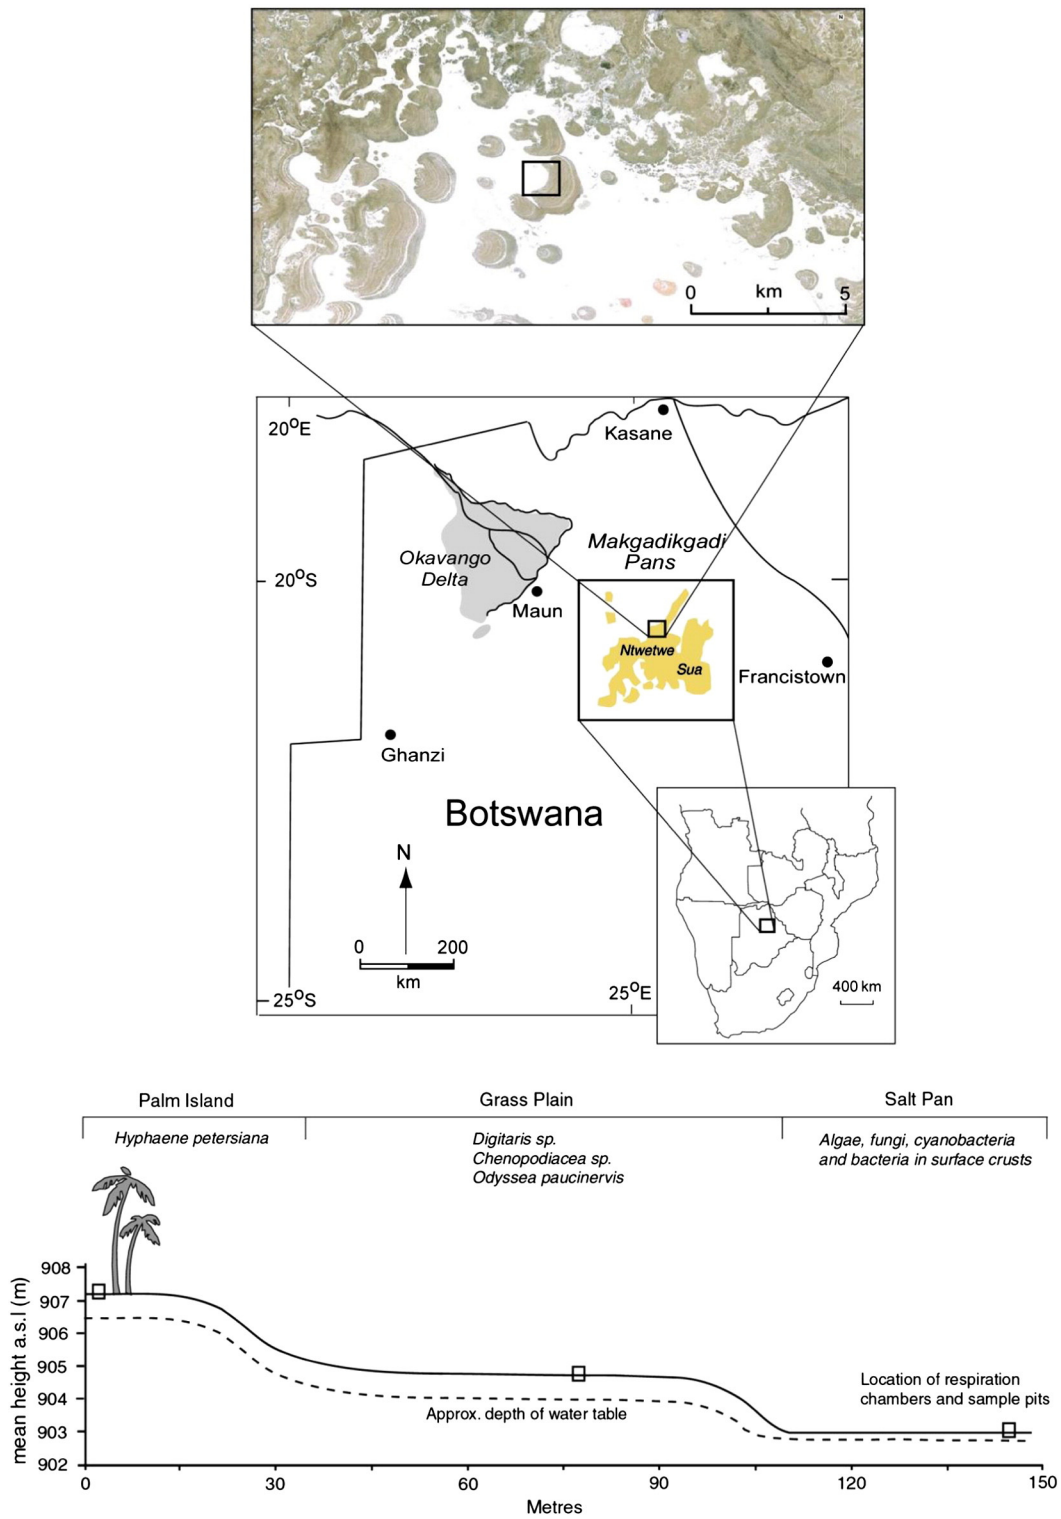 N
0 km 5
20°E
Kasane
Makgadikgadi
Pans
Okavango
Delta
20°S
Maun
Ntwetwe
Sua
Francistown
Ghanzi
Botswana
N
0 200
km
25°S
25°E
400 km
Palm Island
Grass Plain
Salt Pan
Hyphaene petersiana
Digitaris sp.
Chenopodiacea sp.
Odyssea paucinervis
Algae, fungi, cyanobacteria
and bacteria in surface crusts
mean height a.s.l (m)
908
907
906
905
904
903
902
Approx. depth of water table
Location of respiration
chambers and sample pits
0 30 60 90 120 150
Metres